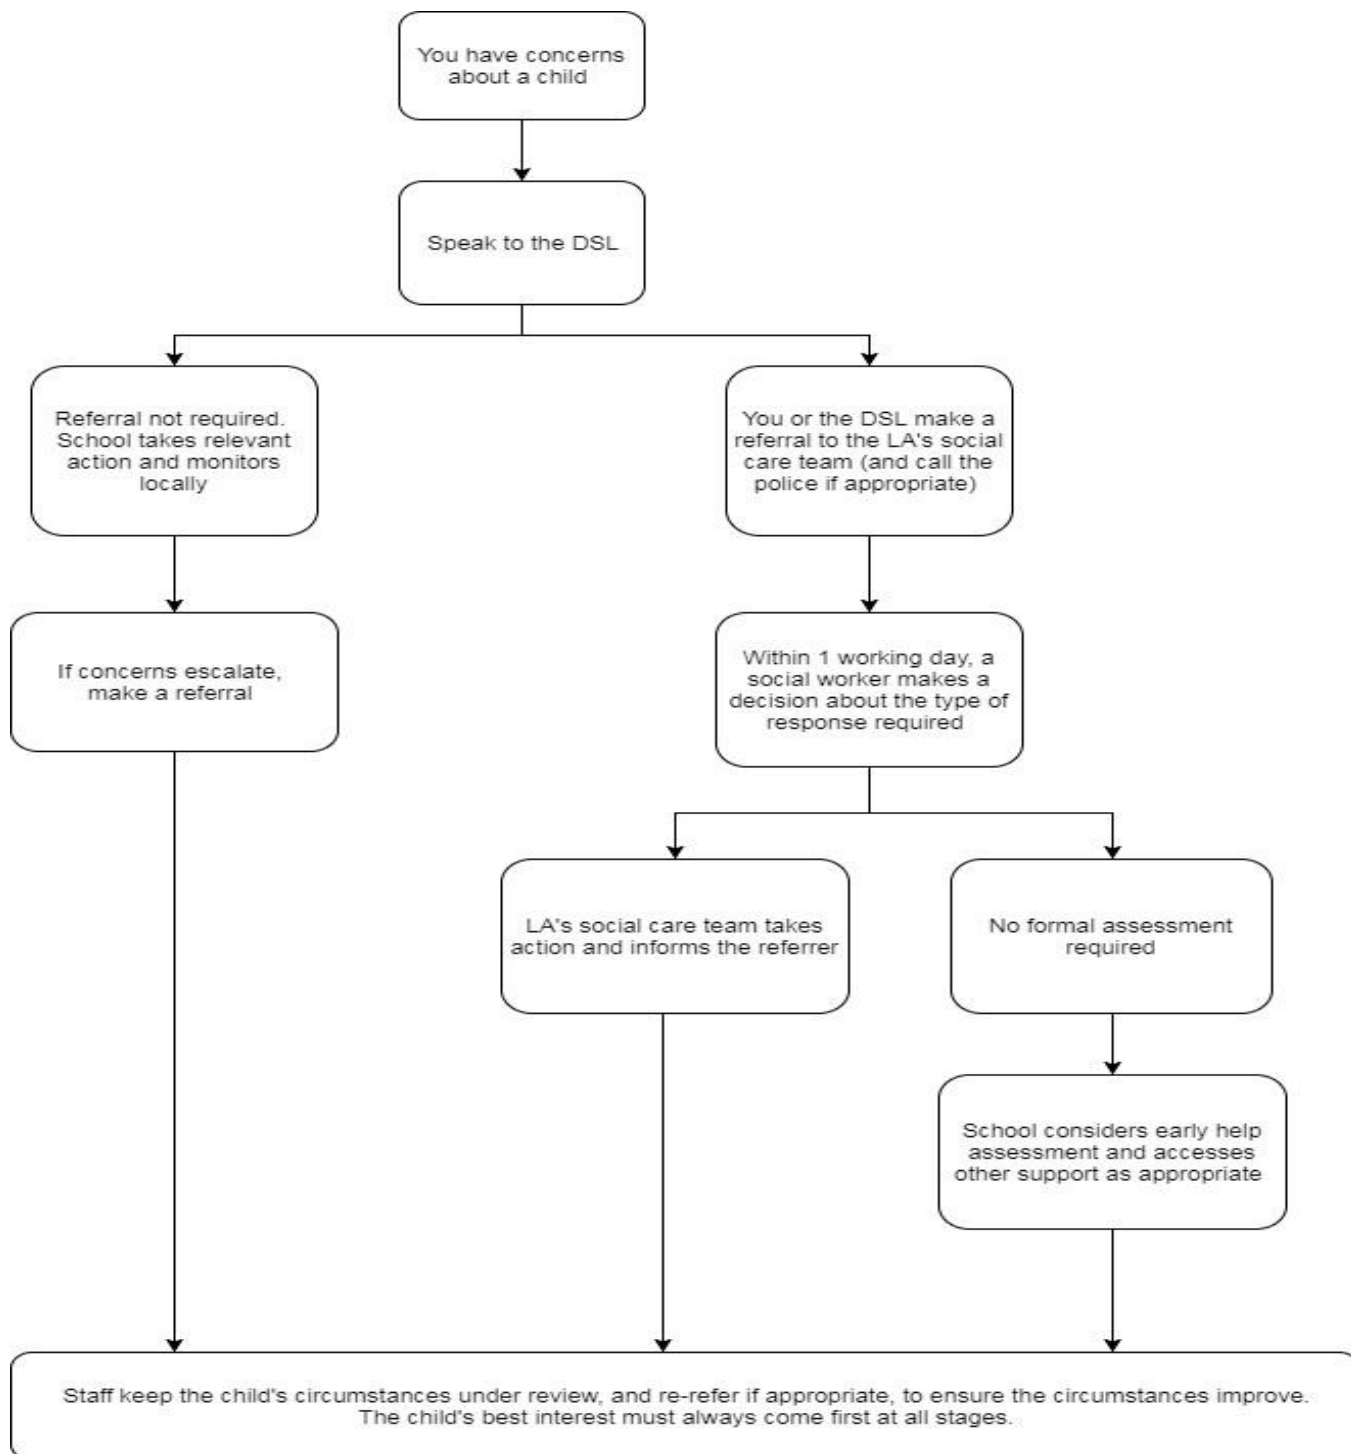 You have concerns
about a child
Speak to the DSL
Referral not required.
School takes relevant
action and monitors
locally
You or the DSL make a
referral to the LA's social
care team (and call the
police if appropriate)
If concerns escalate,
make a referral
Within 1 working day, a
social worker makes a
decision about the type of
response required
LA's social care team takes
action and informs the referrer
No formal assessment
required
School considers early help
assessment and accesses
other support as appropriate
Staff keep the child's circumstances under review, and re-refer if appropriate, to ensure the circumstances improve.
The child's best interest must always come first at all stages.